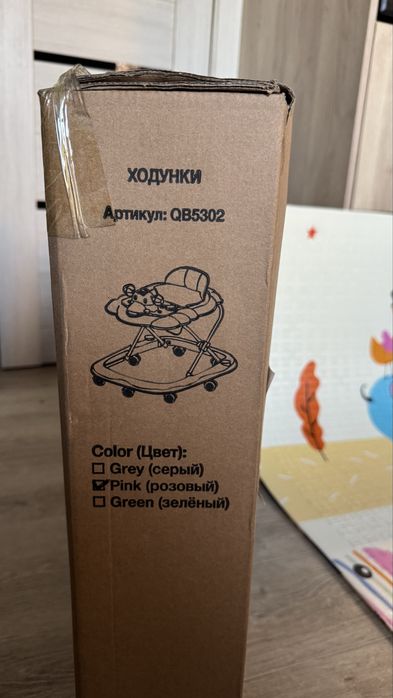 ХОДУНКИ
Артикул: QB5302
Color (Цвет):
☐ Grey (серый)
☑ Pink (розовый)
☐ Green (зелёный)